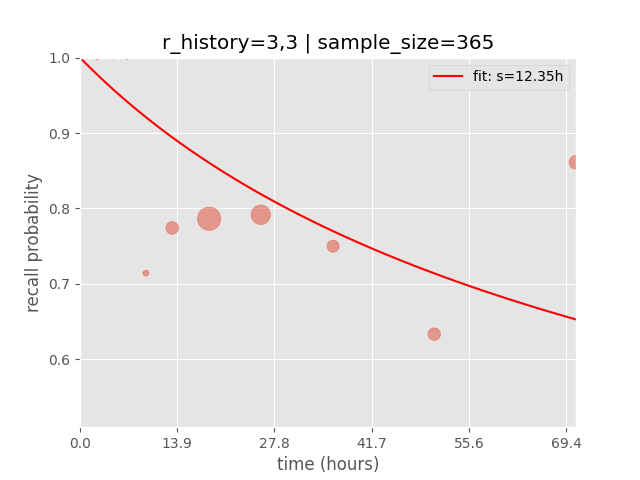 r_history=3,3 | sample_size=365
fit: s=12.35h
recall probability
1.0
0.9
0.8
0.7
0.6
0.0 13.9 27.8 41.7 55.6 69.4
time (hours)